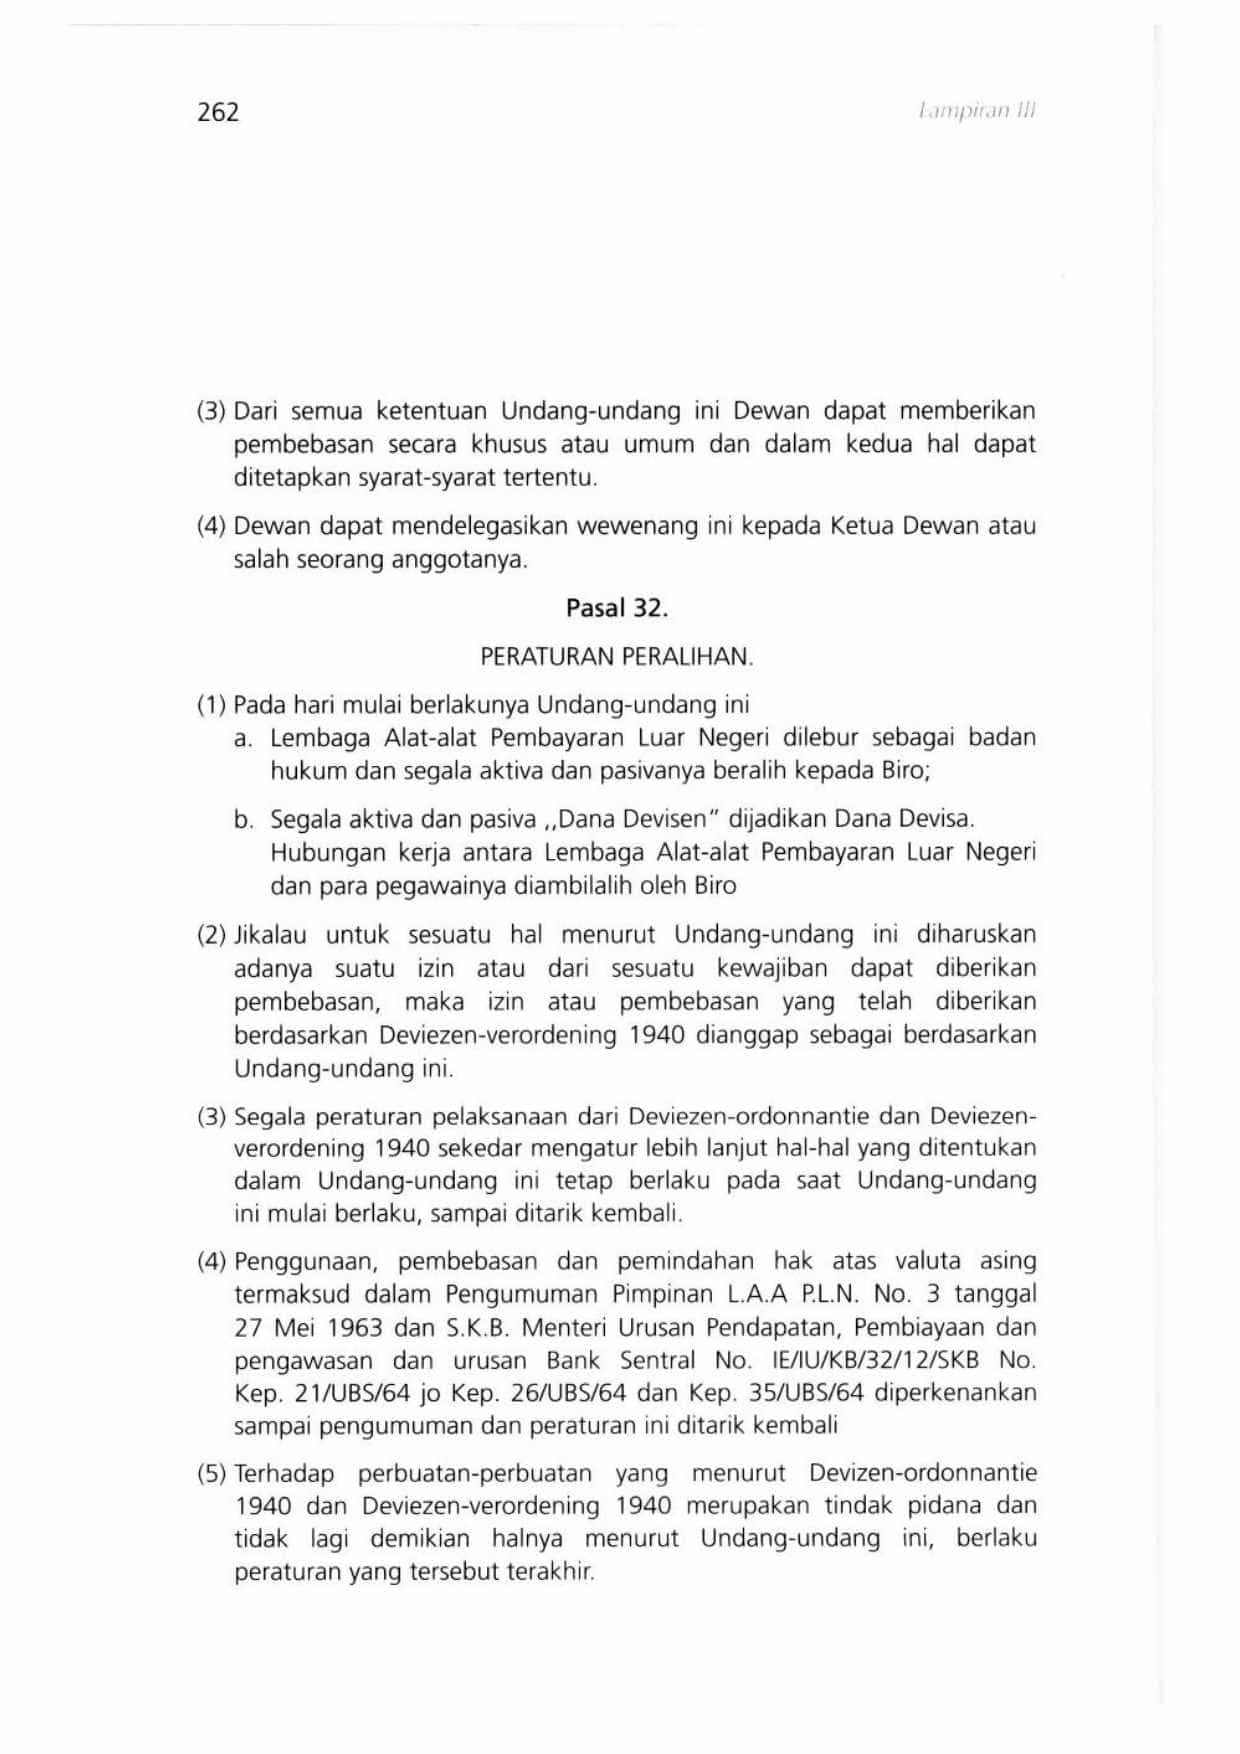 262
Lampiran III
(3) Dari semua ketentuan Undang-undang ini Dewan dapat memberikan
pembebasan secara khusus atau umum dan dalam kedua hal dapat
ditetapkan syarat-syarat tertentu.
(4) Dewan dapat mendelegasikan wewenang ini kepada Ketua Dewan atau
salah seorang anggotanya.
Pasal 32.
PERATURAN PERALIHAN.
(1) Pada hari mulai berlakunya Undang-undang ini
a. Lembaga Alat-alat Pembayaran Luar Negeri dilebur sebagai badan
hukum dan segala aktiva dan pasivanya beralih kepada Biro;
b. Segala aktiva dan pasiva ,,Dana Devisen" dijadikan Dana Devisa.
Hubungan kerja antara Lembaga Alat-alat Pembayaran Luar Negeri
dan para pegawainya diambilalih oleh Biro
(2) Jikalau untuk sesuatu hal menurut Undang-undang ini diharuskan
adanya suatu izin atau dari sesuatu kewajiban dapat diberikan
pembebasan, maka izin atau pembebasan yang telah diberikan
berdasarkan Deviezen-verordening 1940 dianggap sebagai berdasarkan
Undang-undang ini.
(3) Segala peraturan pelaksanaan dari Deviezen-ordonnantie dan Deviezen-
verordening 1940 sekedar mengatur lebih lanjut hal-hal yang ditentukan
dalam Undang-undang ini tetap berlaku pada saat Undang-undang
ini mulai berlaku, sampai ditarik kembali.
(4) Penggunaan, pembebasan dan pemindahan hak atas valuta asing
termaksud dalam Pengumuman Pimpinan L.A.A P.L.N. No. 3 tanggal
27 Mei 1963 dan S.K.B. Menteri Urusan Pendapatan, Pembiayaan dan
pengawasan dan urusan Bank Sentral No. IE/IU/KB/32/12/SKB No.
Kep. 21/UBS/64 jo Kep. 26/UBS/64 dan Kep. 35/UBS/64 diperkenankan
sampai pengumuman dan peraturan ini ditarik kembali
(5) Terhadap perbuatan-perbuatan yang menurut Devizen-ordonnantie
1940 dan Deviezen-verordening 1940 merupakan tindak pidana dan
tidak lagi demikian halnya menurut Undang-undang ini, berlaku
peraturan yang tersebut terakhir.